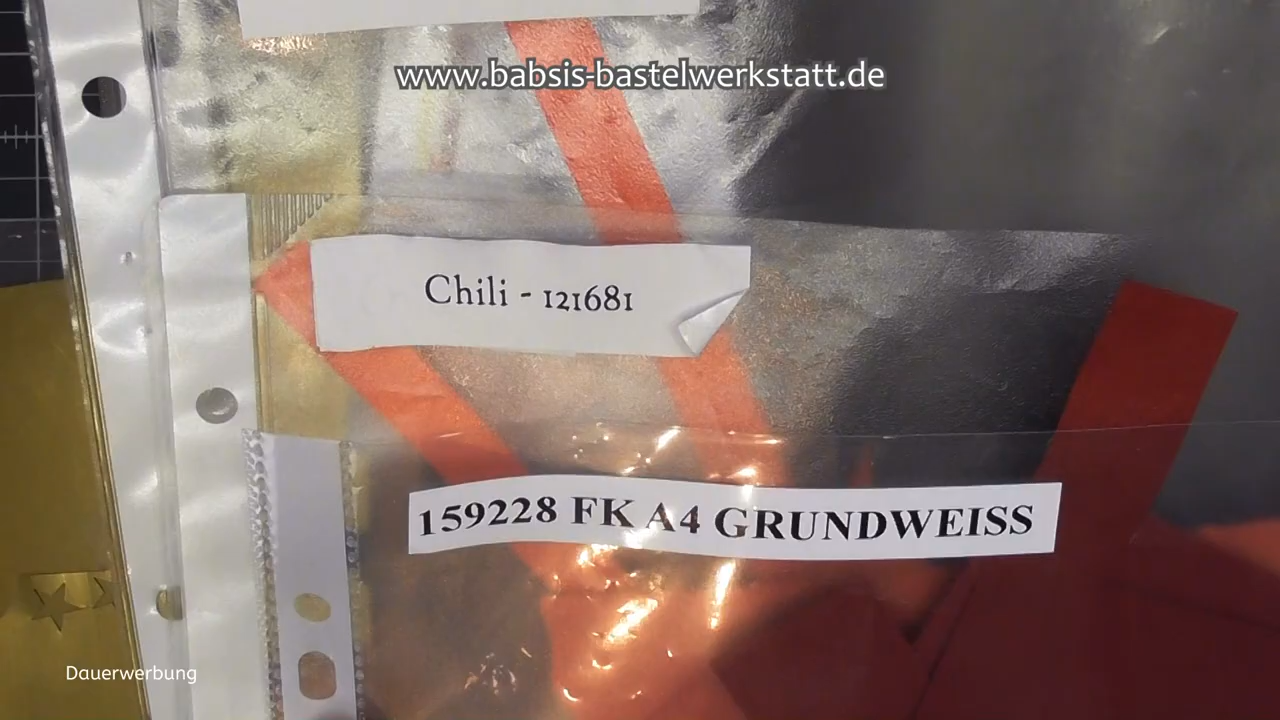 www.babsis-bastelwerkstatt.de
Chili - 121681
159228 FK A4 GRUNDWEISS
Dauerwerbung